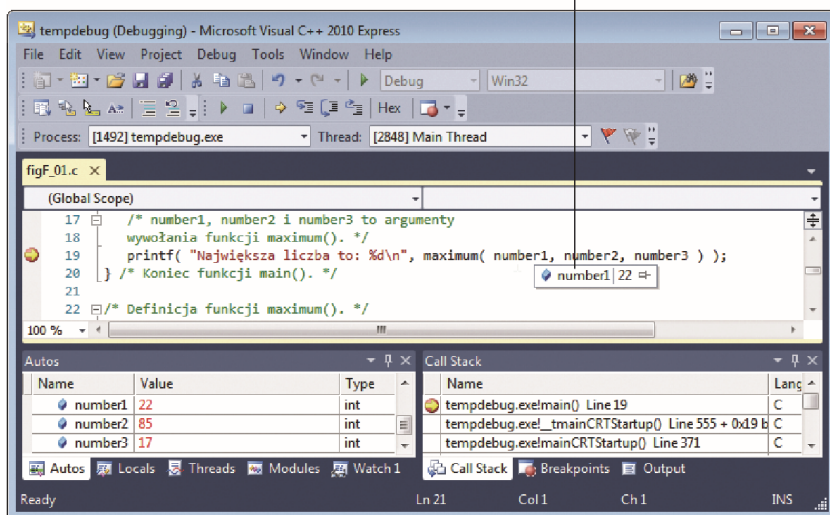 tempdebug (Debugging) - Microsoft Visual C++ 2010 Express
File Edit View Project Debug Tools Window Help
Debug Win32
Hex
Process: [1492] tempdebug.exe Thread: [2848] Main Thread
figF_01.c
(Global Scope)
17 /* number1, number2 i number3 to argumenty
18 wywołania funkcji maximum(). */
19 printf( "Największa liczba to: %d\n", maximum( number1, number2, number3 ) );
20 } /* Koniec funkcji main(). */
number1 22
21
22 /* Definicja funkcji maximum(). */
100 %
Autos
Name Value Type
number1 22 int
number2 85 int
number3 17 int
Autos Locals Threads Modules Watch 1
Call Stack
Name Lang
tempdebug.exe!main() Line 19 C
tempdebug.exe!__tmainCRTStartup() Line 555 + 0x19 b C
tempdebug.exe!mainCRTStartup() Line 371 C
Call Stack Breakpoints Output
Ready Ln 21 Col 1 Ch 1 INS